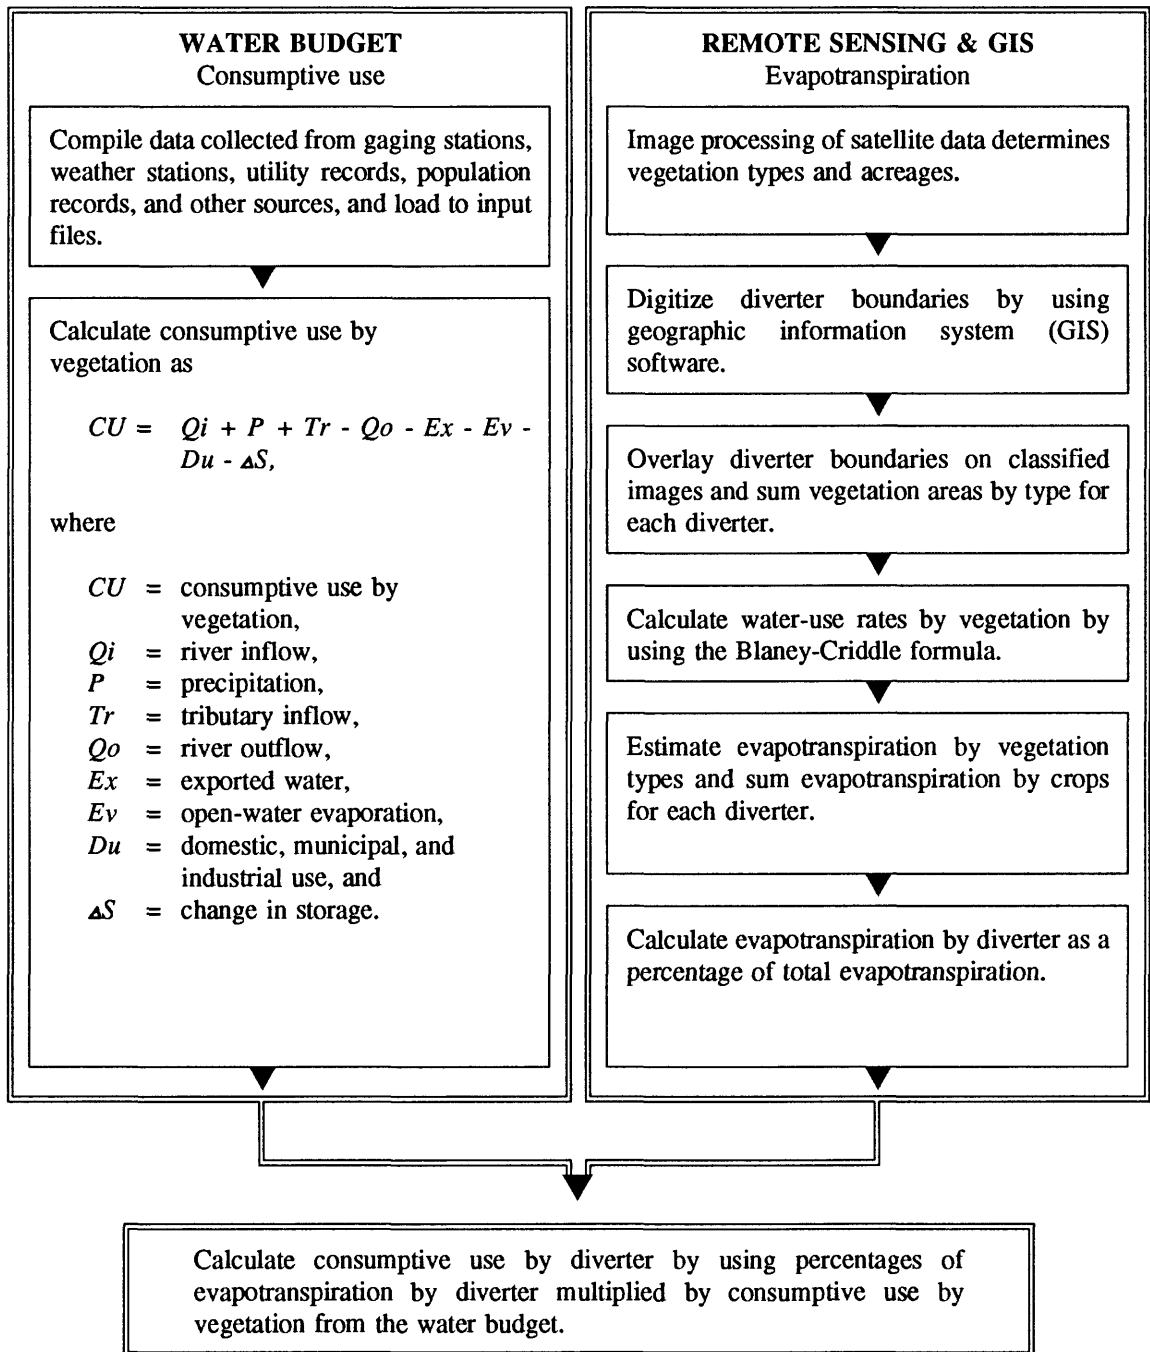 WATER BUDGET
Consumptive use
Compile data collected from gaging stations,
weather stations, utility records, population
records, and other sources, and load to input
files.
Calculate consumptive use by
vegetation as
CU = Qi + P + Tr - Qo - Ex - Ev -
Du - ΔS,
where
CU = consumptive use by
vegetation,
Qi = river inflow,
P = precipitation,
Tr = tributary inflow,
Qo = river outflow,
Ex = exported water,
Ev = open-water evaporation,
Du = domestic, municipal, and
industrial use, and
ΔS = change in storage.
REMOTE SENSING & GIS
Evapotranspiration
Image processing of satellite data determines
vegetation types and acreages.
Digitize diverter boundaries by using
geographic information system (GIS)
software.
Overlay diverter boundaries on classified
images and sum vegetation areas by type for
each diverter.
Calculate water-use rates by vegetation by
using the Blaney-Criddle formula.
Estimate evapotranspiration by vegetation
types and sum evapotranspiration by crops
for each diverter.
Calculate evapotranspiration by diverter as a
percentage of total evapotranspiration.
Calculate consumptive use by diverter by using percentages of
evapotranspiration by diverter multiplied by consumptive use by
vegetation from the water budget.